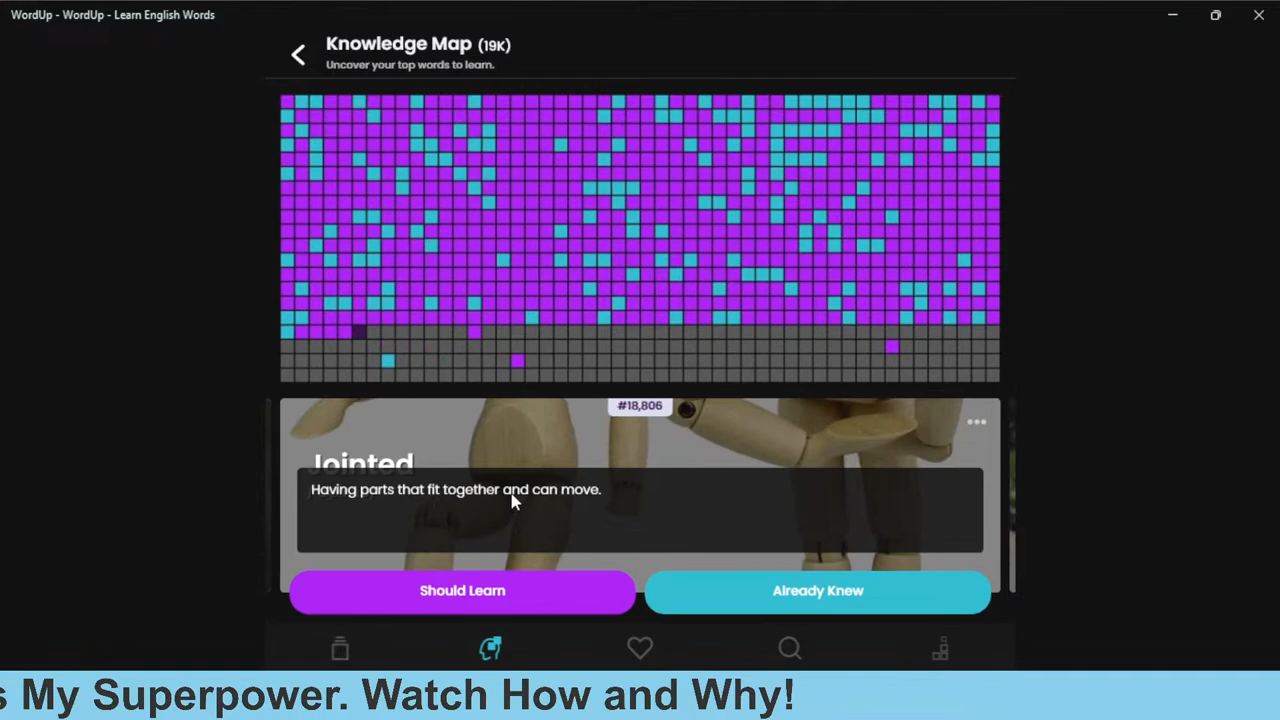 WordUp - WordUp - Learn English Words
Knowledge Map (19K)
Uncover your top words to learn.
#18,806
Jointed
Having parts that fit together and can move.
Should Learn
Already Knew
s My Superpower. Watch How and Why!